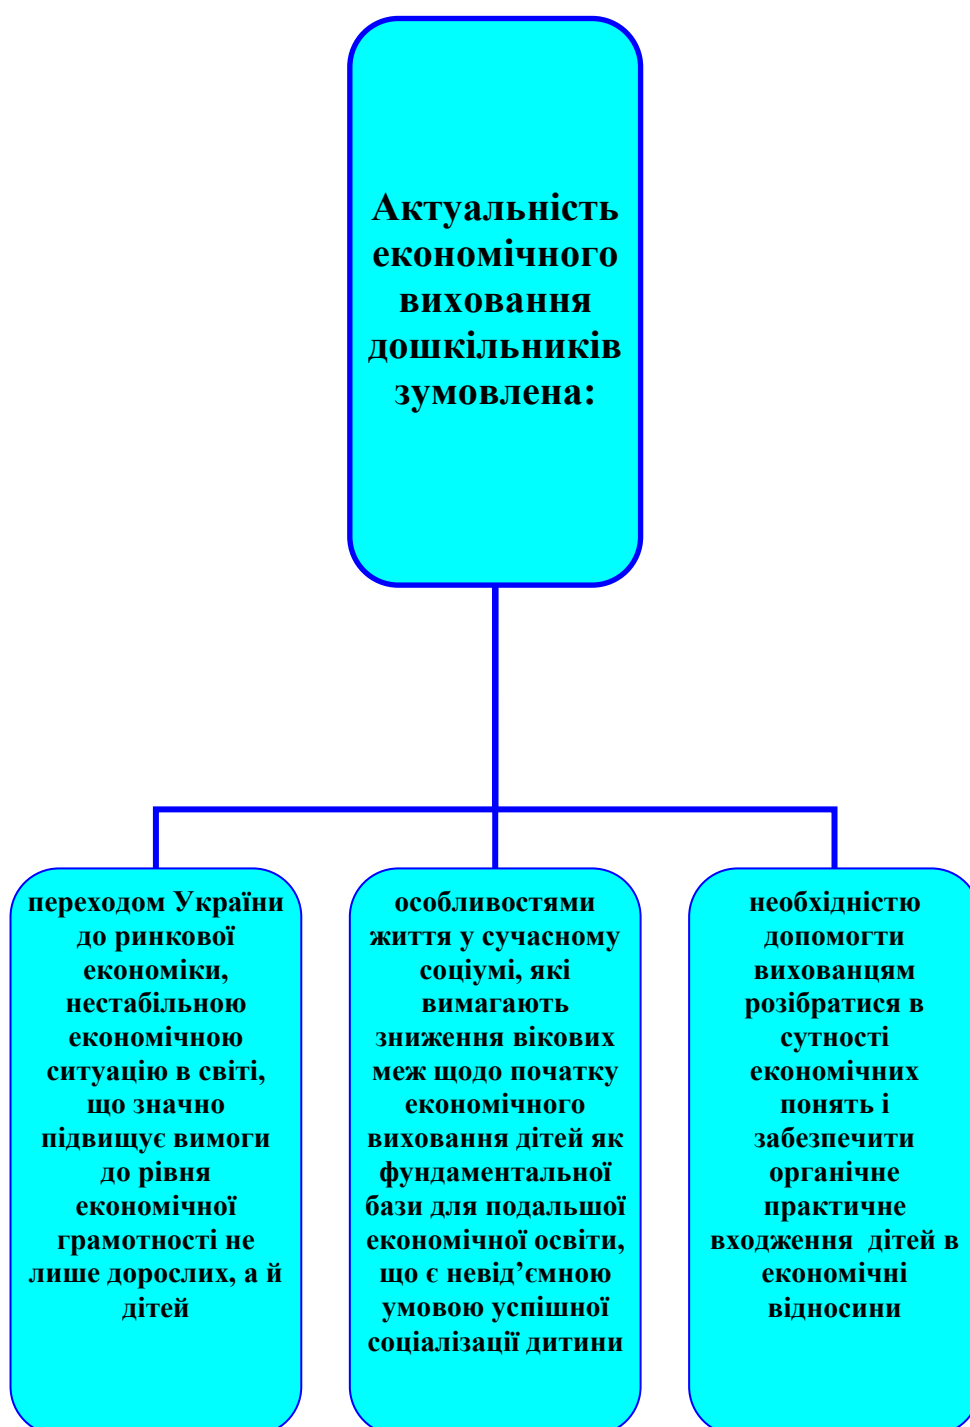 Актуальність
економічного
виховання
дошкільників
зумовлена:
переходом України
до ринкової
економіки,
нестабільною
економічною
ситуацію в світі,
що значно
підвищує вимоги
до рівня
економічної
грамотності не
лише дорослих, а й
дітей
особливостями
життя у сучасному
соціумі, які
вимагають
зниження вікових
меж щодо початку
економічного
виховання дітей як
фундаментальної
бази для подальшої
економічної освіти,
що є невід’ємною
умовою успішної
соціалізації дитини
необхідністю
допомогти
вихованцям
розібратися в
сутності
економічних
понять і
забезпечити
органічне
практичне
входження  дітей в
економічні
відносини